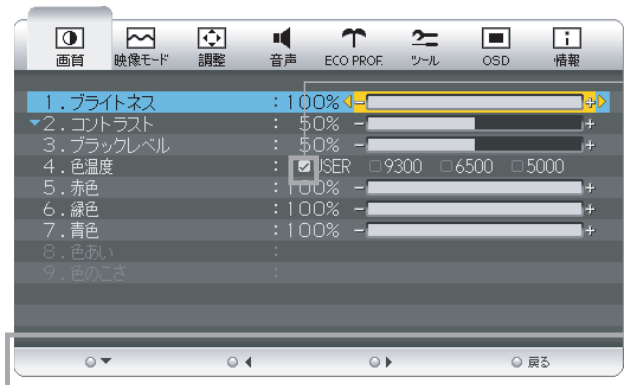 画質 映像モード 調整 音声 ECO PROF. ツール OSD 情報
1.ブライトネス :100% - +
2.コントラスト : 50% - +
3.ブラックレベル : 50% - +
4.色温度 : USER 9300 6500 5000
5.赤色 :100% - +
6.緑色 :100% - +
7.青色 :100% - +
8.色あい :
9.色のこさ :
戻る